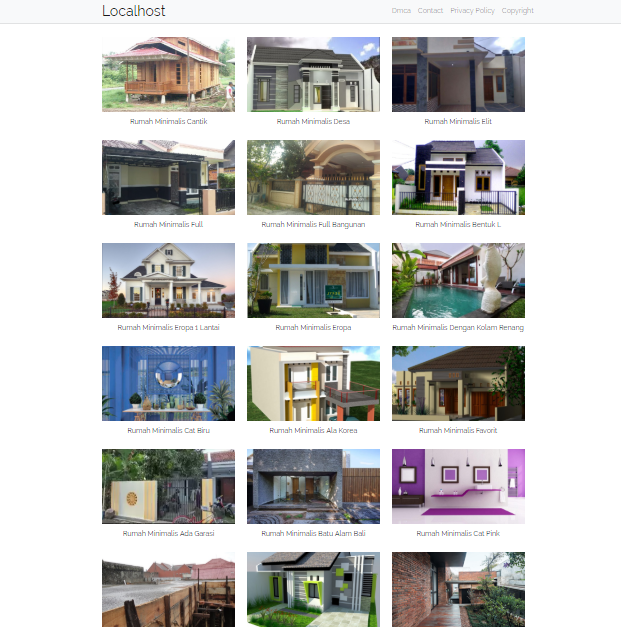 Localhost
Dmca Contact Privacy Policy Copyright
Rumah Minimalis Cantik
Rumah Minimalis Desa
Rumah Minimalis Elit
Rumah Minimalis Full
Rumah Minimalis Full Bangunan
Rumah Minimalis Bentuk L
Rumah Minimalis Eropa 1 Lantai
Rumah Minimalis Eropa
Rumah Minimalis Dengan Kolam Renang
Rumah Minimalis Cat Biru
Rumah Minimalis Ala Korea
Rumah Minimalis Favorit
Rumah Minimalis Ada Garasi
Rumah Minimalis Batu Alam Bali
Rumah Minimalis Cat Pink